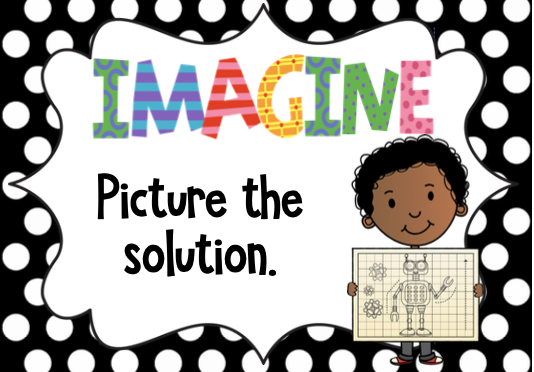 IMAGINE
Picture the
solution.